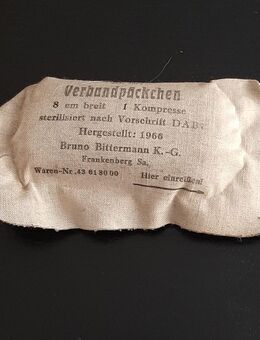 Verbandpäckchen
8 cm breit 1 Kompresse
sterilisiert nach Vorschrift DAB7
Hergestellt: 1966
Bruno Bittermann K.-G.
Frankenberg Sa.
Waren-Nr. 43 61 30 00 Hier einreißen!